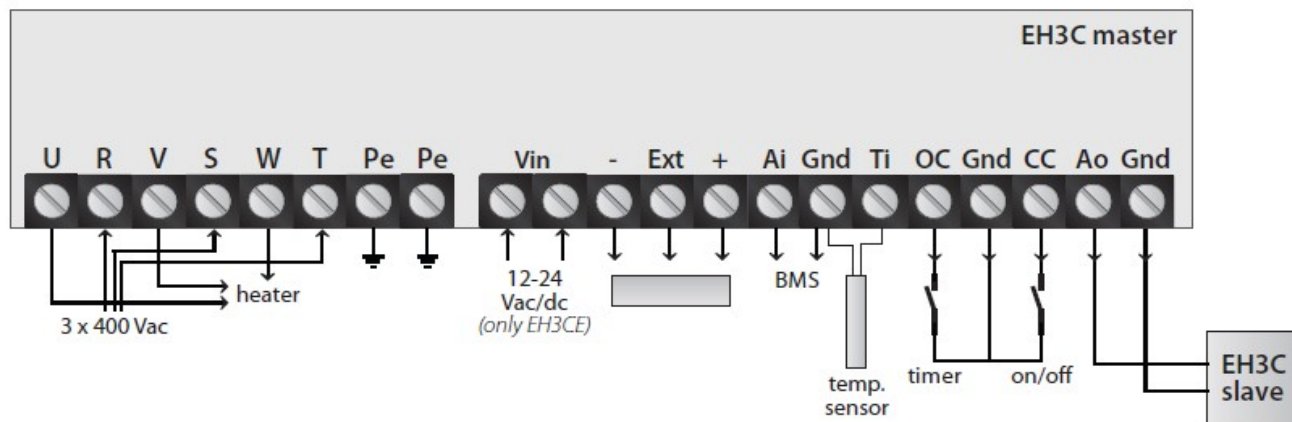 EH3C master
U R V S W T Pe Pe Vin - Ext + Ai Gnd Ti OC Gnd CC Ao Gnd
3 x 400 Vac
heater
12-24
Vac/dc
(only EH3CE)
BMS
temp.
sensor
timer
on/off
EH3C
slave